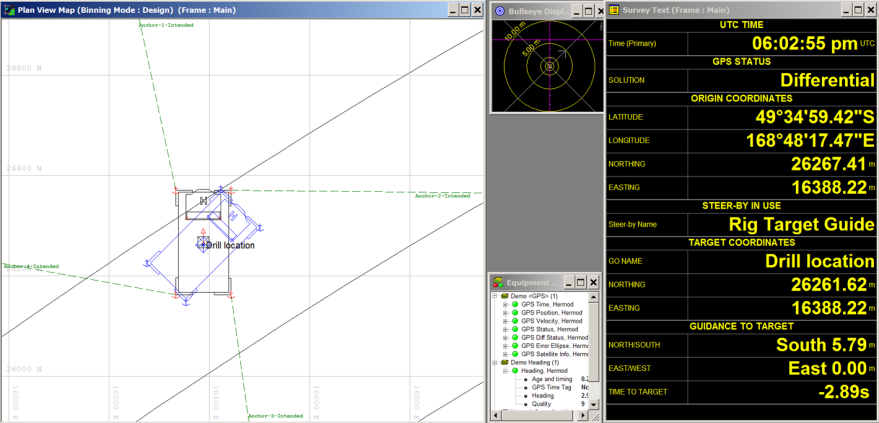 Plan View Map (Binning Mode : Design) (Frame : Main)
Anchor-1-Intended
26600 N
26400 N
Anchor-2-Intended
H
H
Drill location
26000 N
16000 E
16200 E
16400 E
16600 E
16800 E
Anchor-3-Intended
Bullseye Displ..
10.00 m
5.00 m
Equipment ..
Demo <GPS> (1)
GPS Time, Hermod
GPS Position, Hermod
GPS Velocity, Hermod
GPS Status, Hermod
GPS Diff Status, Hermod
GPS Error Ellipse, Herm
GPS Satellite Info, Herm
Demo Heading (1)
Heading, Hermod
Age and timing 0.2
GPS Time Tag No
Heading 2.9
Quality 9
Survey Text (Frame : Main)
UTC TIME
Time (Primary) 06:02:55 pm UTC
GPS STATUS
SOLUTION Differential
ORIGIN COORDINATES
LATITUDE 49°34'59.42"S
LONGITUDE 168°48'17.47"E
NORTHING 26267.41 m
EASTING 16388.22 m
STEER-BY IN USE
Steer-by Name Rig Target Guide
TARGET COORDINATES
GO NAME Drill location
NORTHING 26261.62 m
EASTING 16388.22 m
GUIDANCE TO TARGET
NORTH/SOUTH South 5.79 m
EAST/WEST East 0.00 m
TIME TO TARGET -2.89s